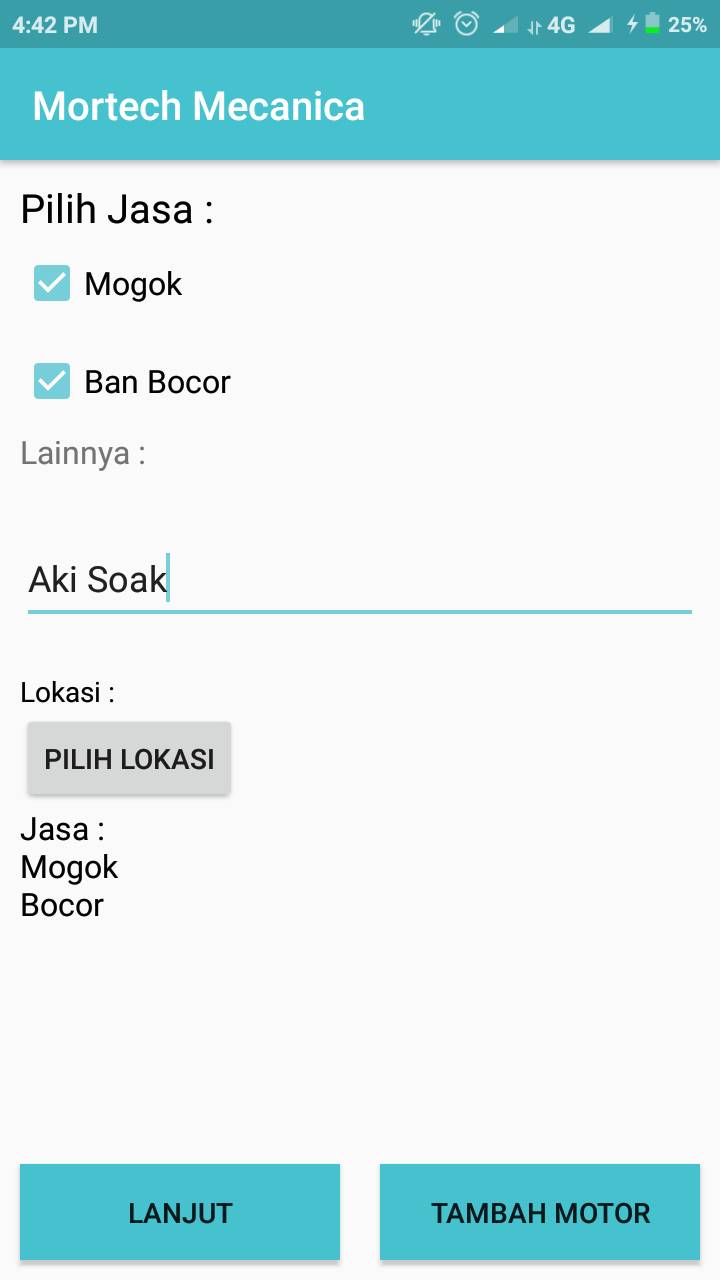 4:42 PM 4G 25%
Mortech Mecanica
Pilih Jasa :
Mogok
Ban Bocor
Lainnya :
Aki Soak
Lokasi :
PILIH LOKASI
Jasa :
Mogok
Bocor
LANJUT TAMBAH MOTOR